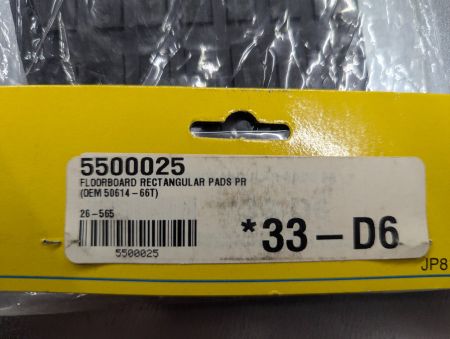 5500025
FLOORBOARD RECTANGULAR PADS PR
(OEM 50614-66T)
26-565
*33-D6
5500025
JP8